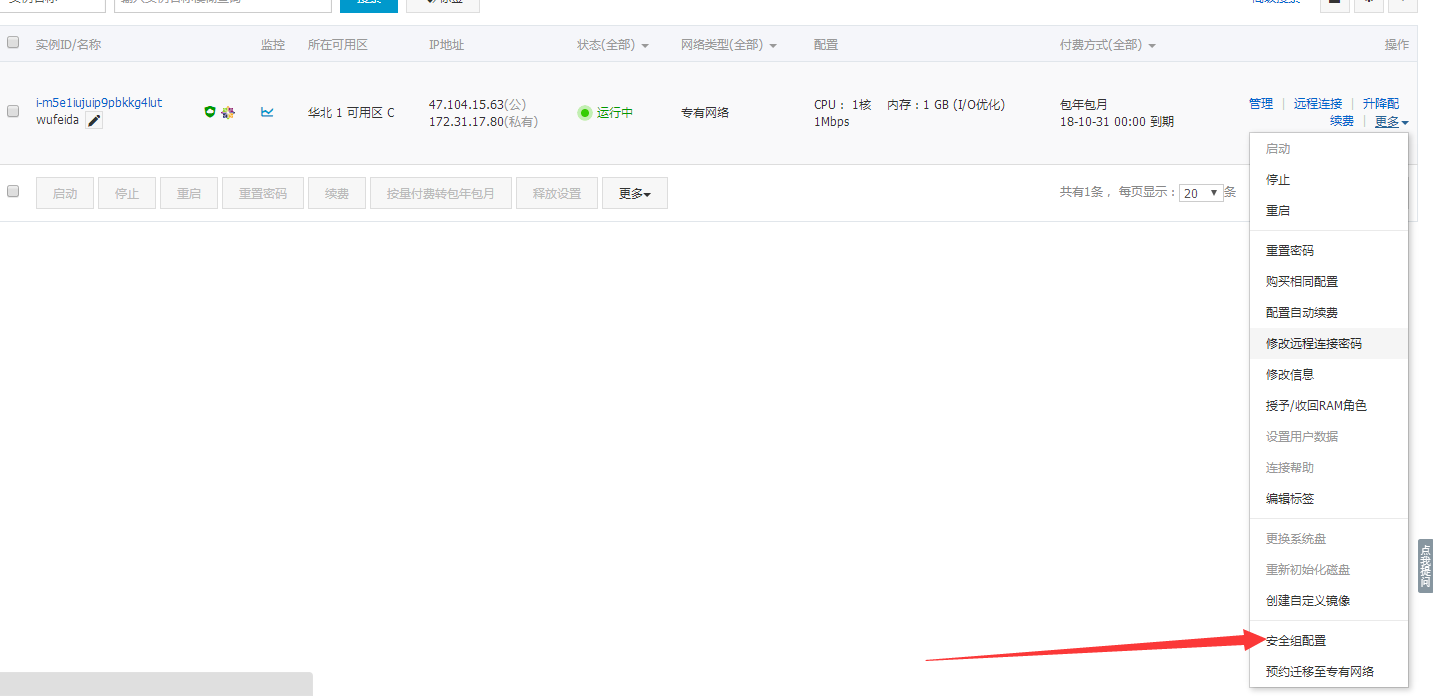 实例ID/名称 监控 所在可用区 IP地址 状态(全部) 网络类型(全部) 配置 付费方式(全部) 操作
i-m5e1iujuip9pbkkg4lut
wufeida
华北 1 可用区 C
47.104.15.63(公)
172.31.17.80(私有)
运行中
专有网络
CPU： 1核 内存：1 GB (I/O优化)
1Mbps
包年包月
18-10-31 00:00 到期
管理 | 远程连接 | 升降配
续费 | 更多
启动 停止 重启 重置密码 续费 按量付费转包年包月 释放设置 更多
共有1条， 每页显示：20 条
启动
停止
重启
重置密码
购买相同配置
配置自动续费
修改远程连接密码
修改信息
授予/收回RAM角色
设置用户数据
连接帮助
编辑标签
更换系统盘
重新初始化磁盘
创建自定义镜像
安全组配置
预约迁移至专有网络
点我提问